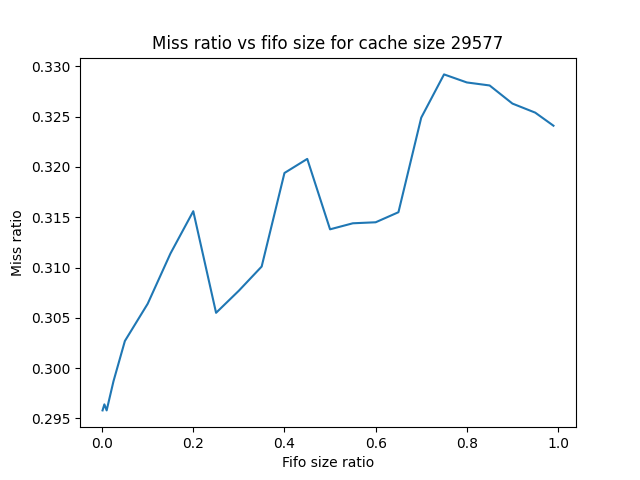 Miss ratio vs fifo size for cache size 29577
0.330
0.325
0.320
0.315
0.310
0.305
0.300
0.295
Miss ratio
0.0 0.2 0.4 0.6 0.8 1.0
Fifo size ratio